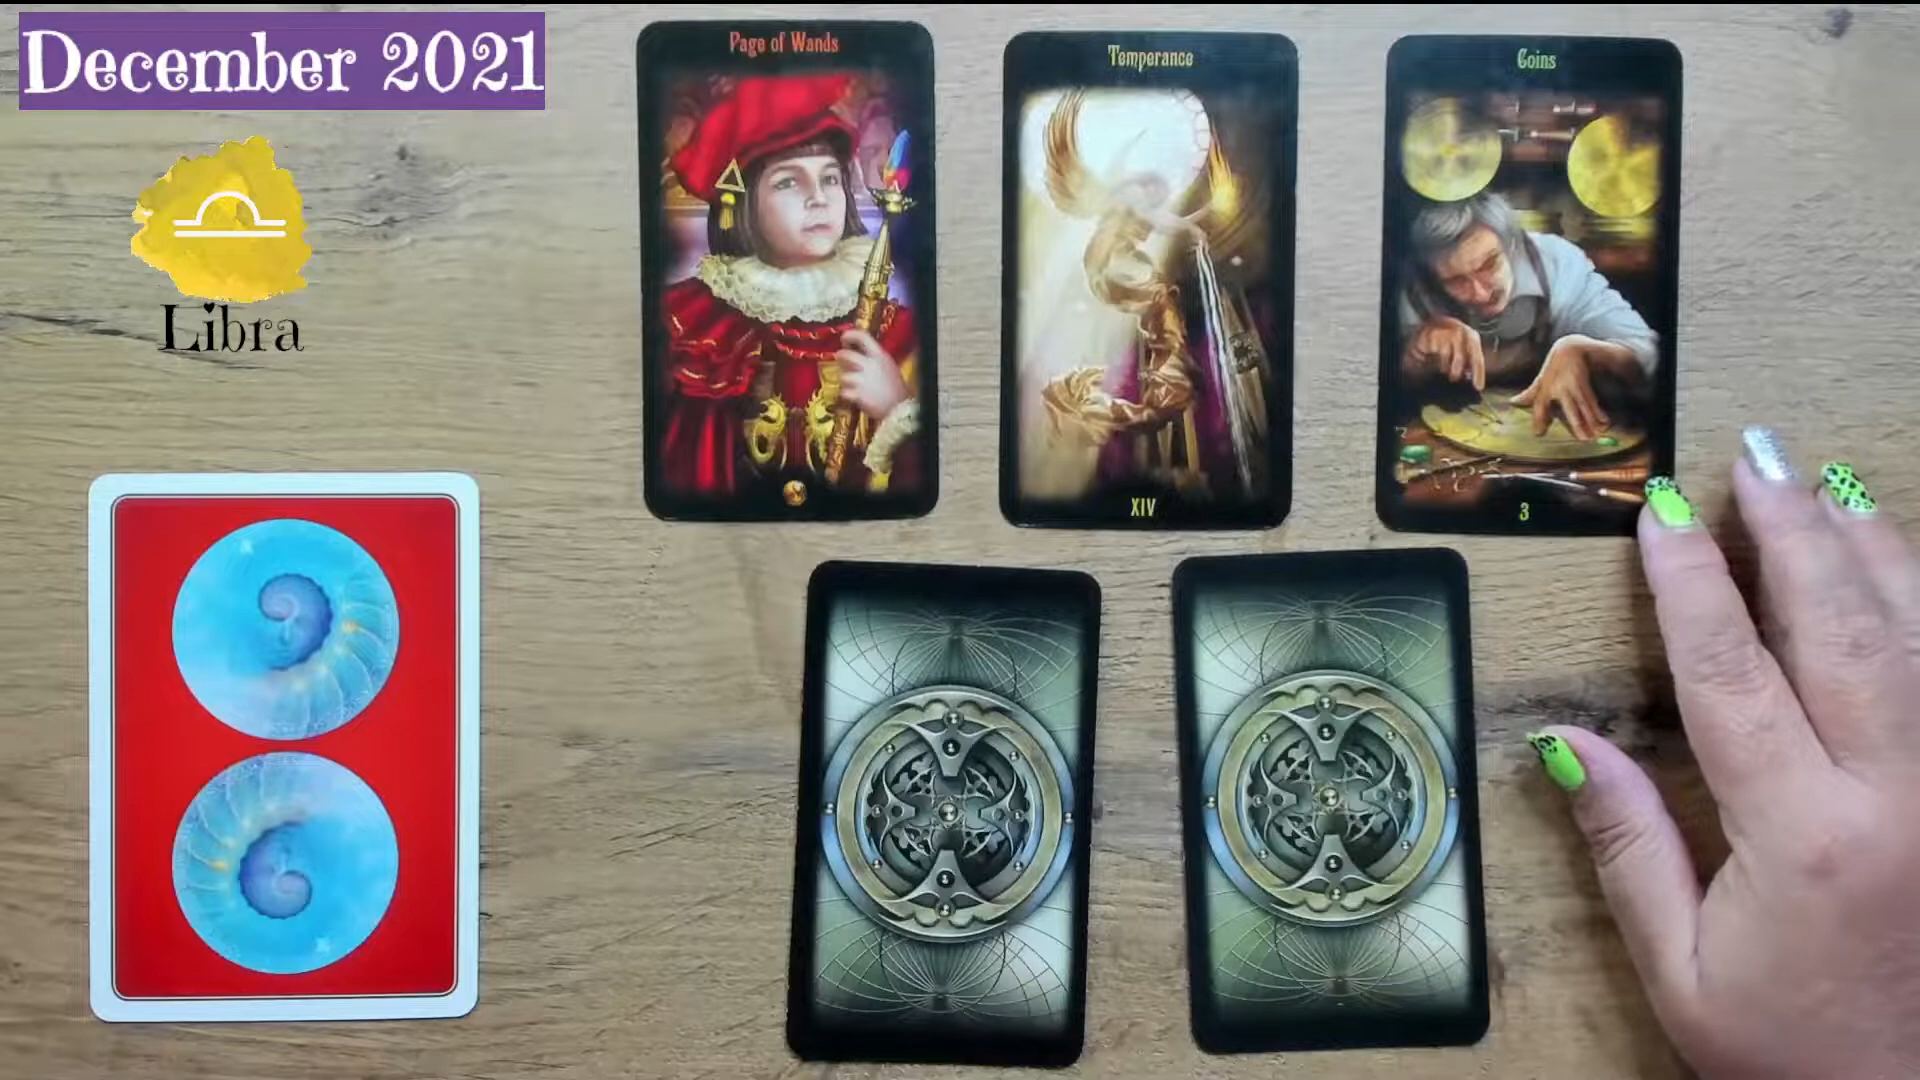 December 2021
Libra
Page of Wands
Temperance
XIV
Coins
3